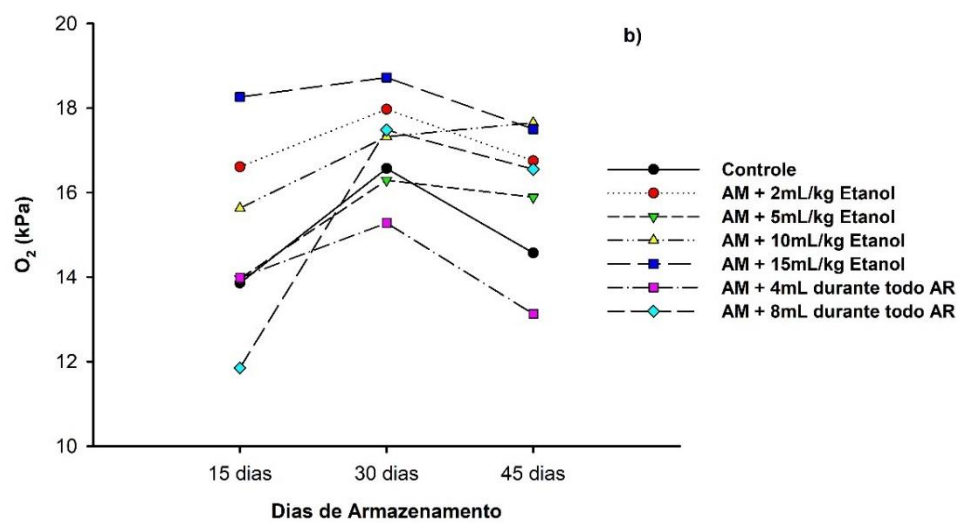 20
18
16
14
12
10
O₂ (kPa)
15 dias
30 dias
45 dias
Dias de Armazenamento
b)
Controle
AM + 2mL/kg Etanol
AM + 5mL/kg Etanol
AM + 10mL/kg Etanol
AM + 15mL/kg Etanol
AM + 4mL durante todo AR
AM + 8mL durante todo AR